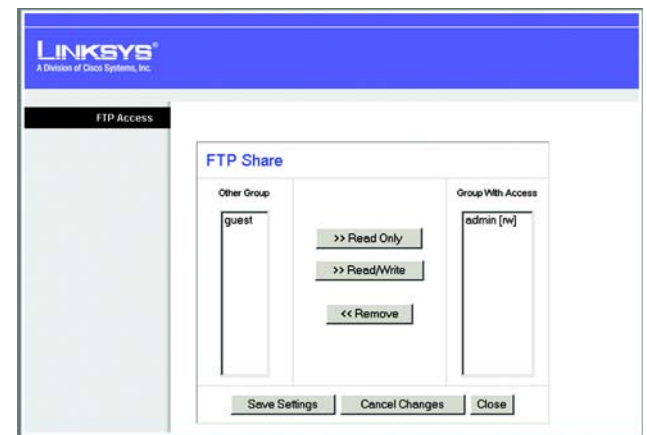 LINKSYS®
A Division of Cisco Systems, Inc.
FTP Access
FTP Share
Other Group
Group With Access
guest
admin [rw]
>> Read Only
>> Read/Write
<< Remove
Save Settings
Cancel Changes
Close